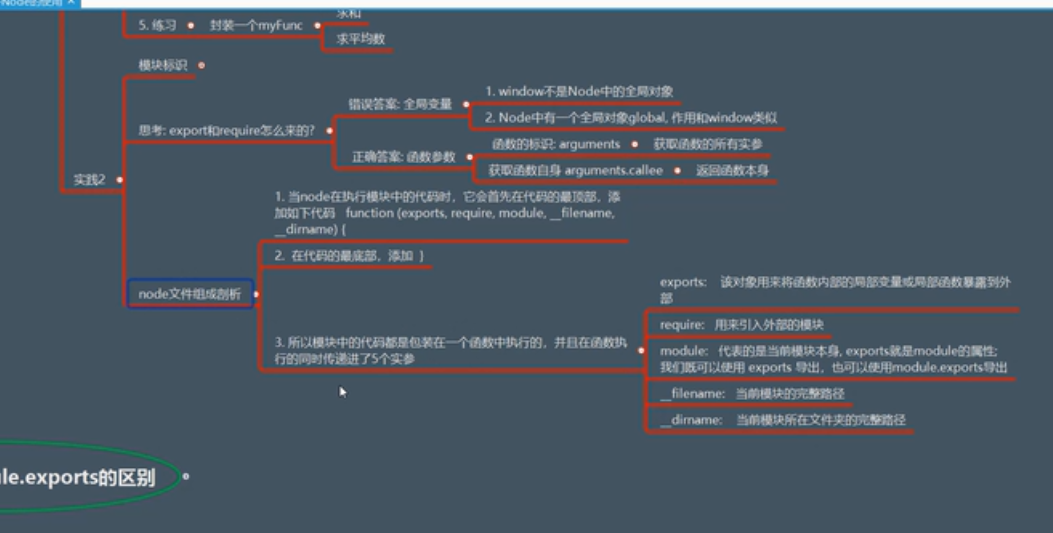 -Node的使用 ×
求和
5. 练习
封装一个myFunc
求平均数
模块标识
错误答案: 全局变量
1. window不是Node中的全局对象
2. Node中有一个全局对象global, 作用和window类似
思考: export和require怎么来的?
正确答案: 函数参数
函数的标识: arguments
获取函数的所有实参
获取函数自身 arguments.callee
返回函数本身
实践2
1. 当node在执行模块中的代码时，它会首先在代码的最顶部，添
加如下代码 function (exports, require, module, __filename,
__dirname) {
2. 在代码的最底部，添加 }
node文件组成剖析
3. 所以模块中的代码都是包装在一个函数中执行的，并且在函数执
行的同时传递进了5个实参
exports: 该对象用来将函数内部的局部变量或局部函数暴露到外
部
require: 用来引入外部的模块
module: 代表的是当前模块本身, exports就是module的属性;
我们既可以使用 exports 导出，也可以使用module.exports导出
__filename: 当前模块的完整路径
__dirname: 当前模块所在文件夹的完整路径
le.exports的区别